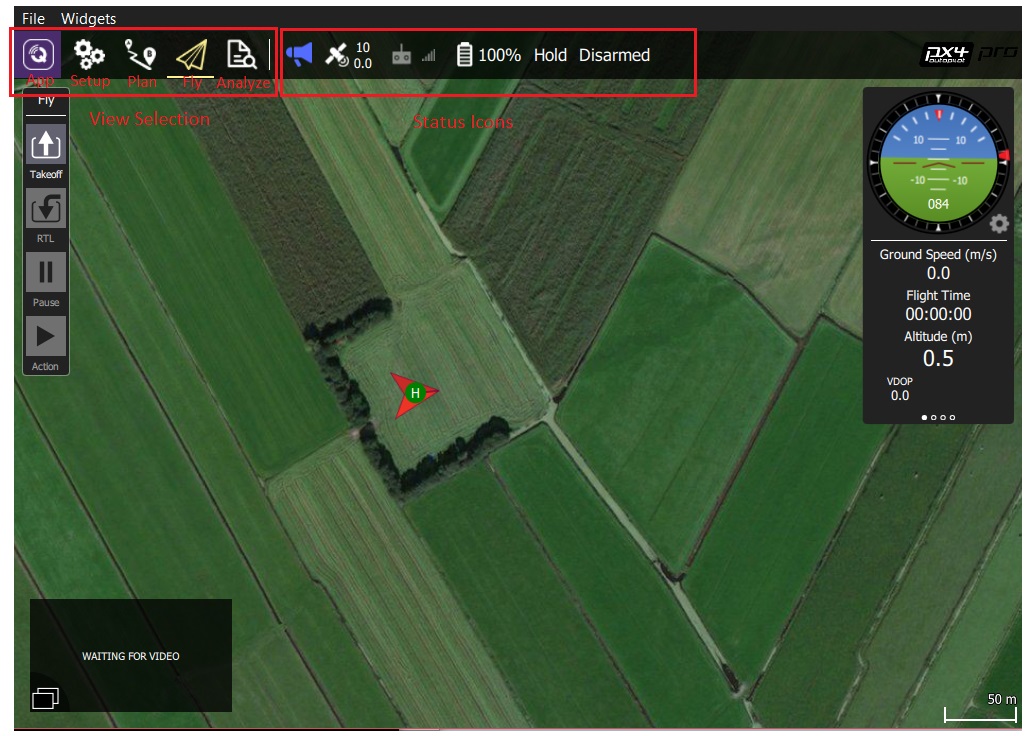 File Widgets
10
0.0
100% Hold Disarmed
px4 pro
autopilot
App Setup Plan Fly Analyze
View Selection
Status Icons
Fly
Takeoff
RTL
Pause
Action
10 10
-10 -10
084
Ground Speed (m/s)
0.0
Flight Time
00:00:00
Altitude (m)
0.5
VDOP
0.0
H
WAITING FOR VIDEO
50 m